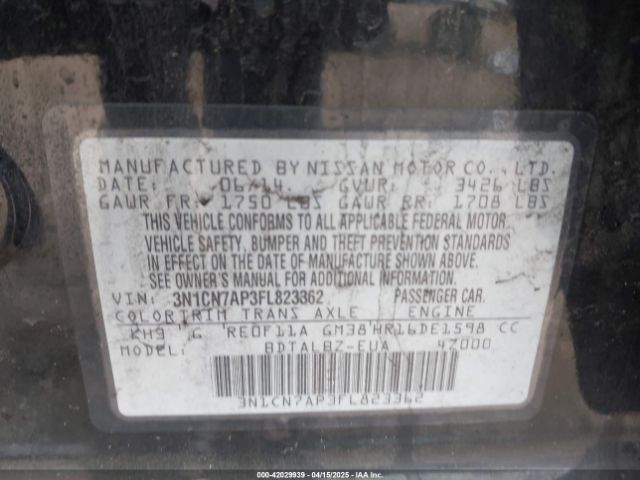 MANUFACTURED BY NISSAN MOTOR CO., LTD.
DATE: 06/14 GVWR: 3426 LBS
GAWR FR: 1750 LBS GAWR RR: 1708 LBS
THIS VEHICLE CONFORMS TO ALL APPLICABLE FEDERAL MOTOR
VEHICLE SAFETY, BUMPER AND THEFT PREVENTION STANDARDS
IN EFFECT ON THE DATE OF MANUFACTURE SHOWN ABOVE.
SEE OWNER'S MANUAL FOR ADDITIONAL INFORMATION.
VIN: 3N1CN7AP3FL823362 PASSENGER CAR.
COLOR TRIM TRANS AXLE ENGINE
KH3 G RE0F11A GM38 HR16DE1598 CC
MODEL: BDTALBZ-EUA 47000
3N1CN7AP3FL823362
000-42029939 04/15/2025 IAAI.com